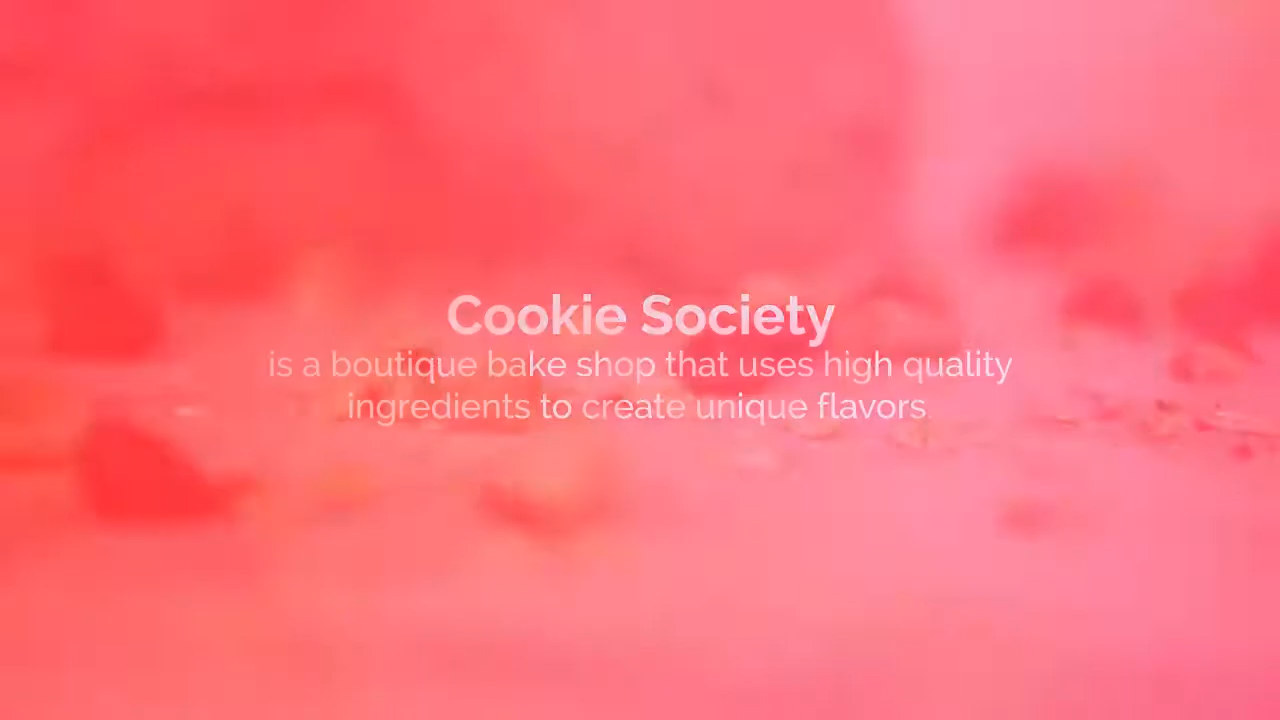 Cookie Society
is a boutique bake shop that uses high quality
ingredients to create unique flavors